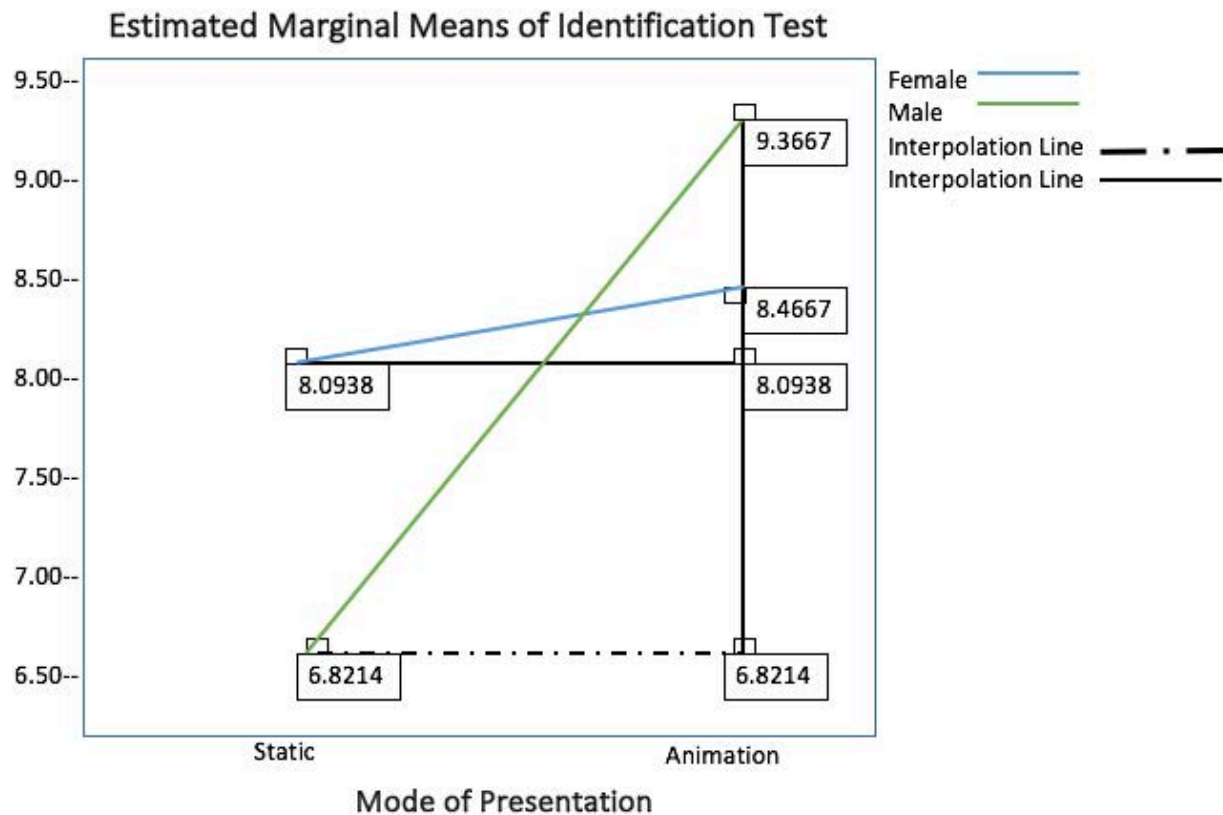 Estimated Marginal Means of Identification Test
9.50--
9.00--
8.50--
8.00--
7.50--
7.00--
6.50--
Female
Male
Interpolation Line
Interpolation Line
9.3667
8.4667
8.0938
8.0938
6.8214
6.8214
Static
Animation
Mode of Presentation